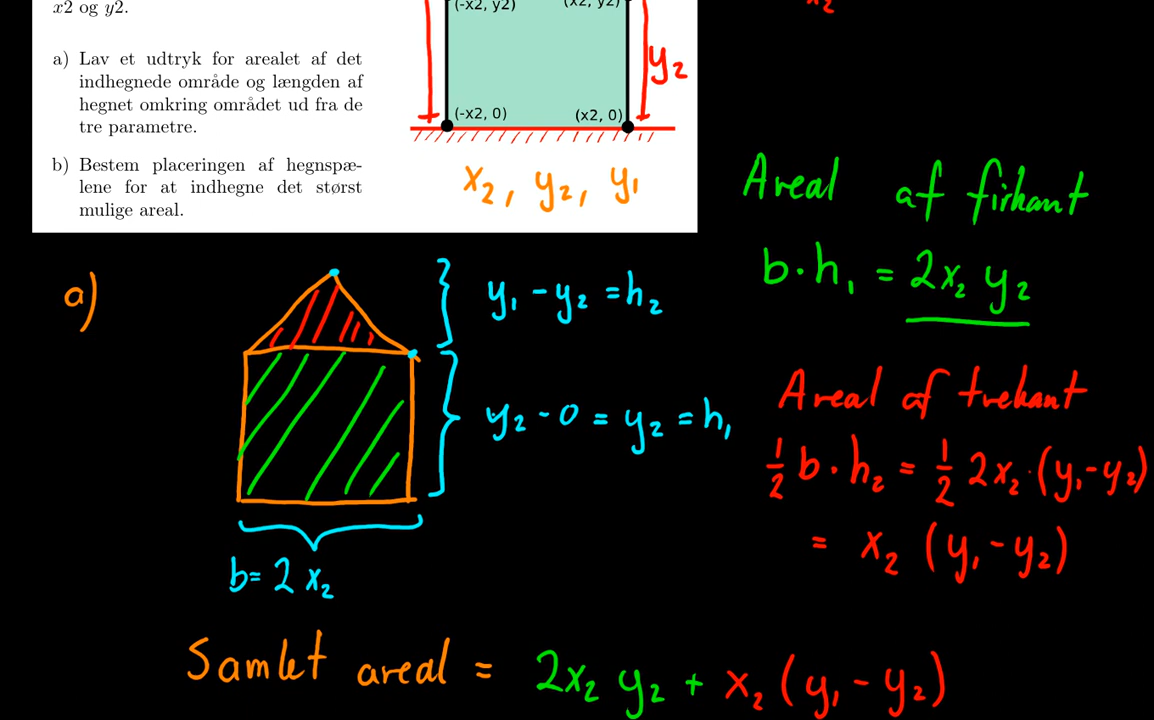 x2 og y2.
a) Lav et udtryk for arealet af det
indhegnede område og længden af
hegnet omkring området ud fra de
tre parametre.
b) Bestem placeringen af hegnspæ-
lene for at indhegne det størst
mulige areal.
(-x2, y2) (x2, y2)
y₂
(-x2, 0) (x2, 0)
x₂, y₂, y₁
x₂
a)
y₁ - y₂ = h₂
y₂ - 0 = y₂ = h₁
b= 2 x₂
Areal af firkant
b·h₁ = 2x₂ y₂
Areal af trekant
½ b·h₂ = ½ 2x₂·(y₁-y₂)
= x₂ (y₁-y₂)
Samlet areal = 2x₂ y₂ + x₂ (y₁ - y₂)